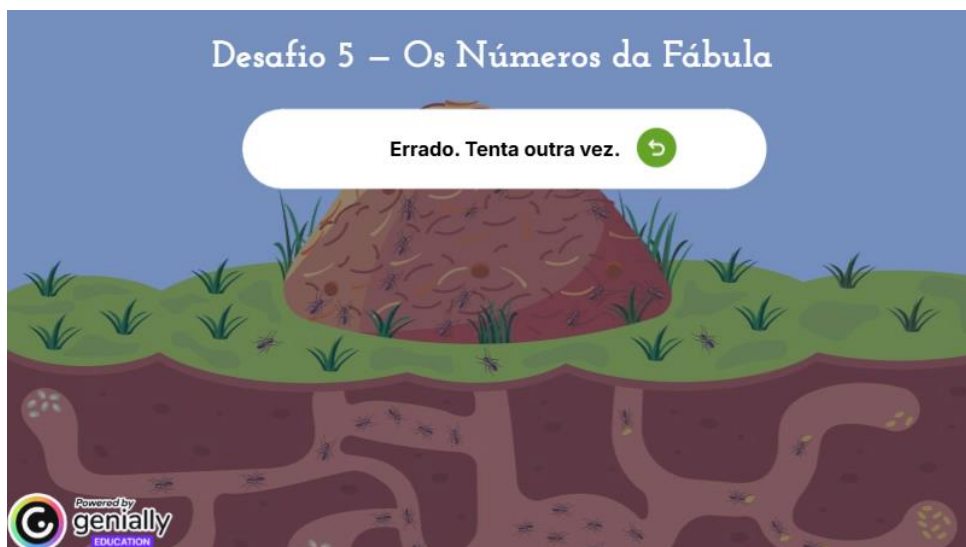 Desafio 5 – Os Números da Fábula
Errado. Tenta outra vez.
Powered by
genially
EDUCATION